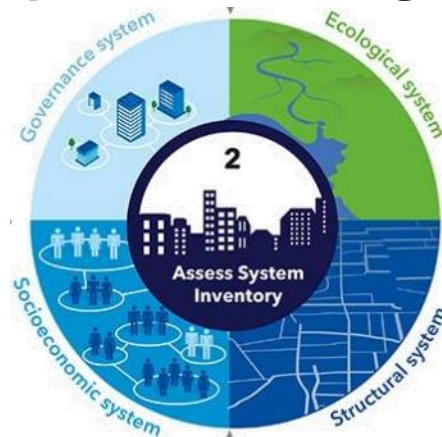 Governance system
Ecological system
2
Assess System
Inventory
Socioeconomic system
Structural system